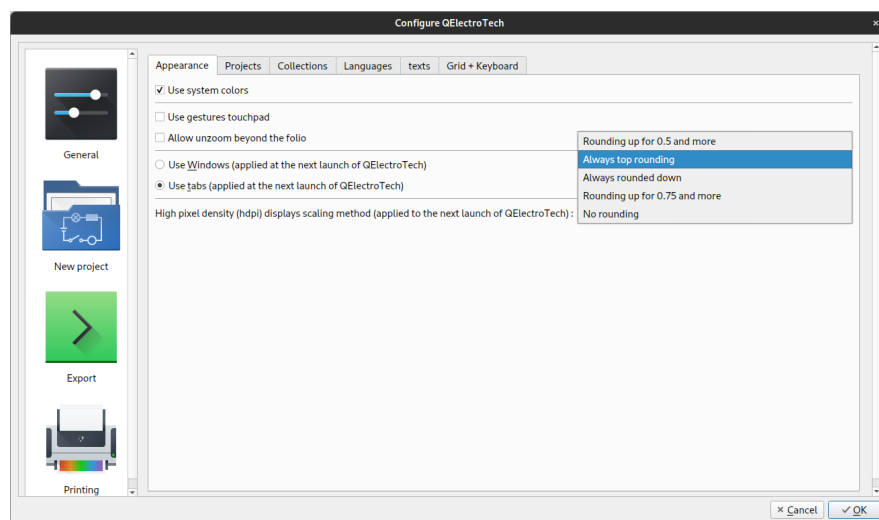 Configure QElectroTech
General
New project
Export
Printing
Appearance Projects Collections Languages texts Grid + Keyboard
Use system colors
Use gestures touchpad
Allow unzoom beyond the folio
Use Windows (applied at the next launch of QElectroTech)
Use tabs (applied at the next launch of QElectroTech)
High pixel density (hdpi) displays scaling method (applied to the next launch of QElectroTech) :
Rounding up for 0.5 and more
Always top rounding
Always rounded down
Rounding up for 0.75 and more
No rounding
Cancel OK